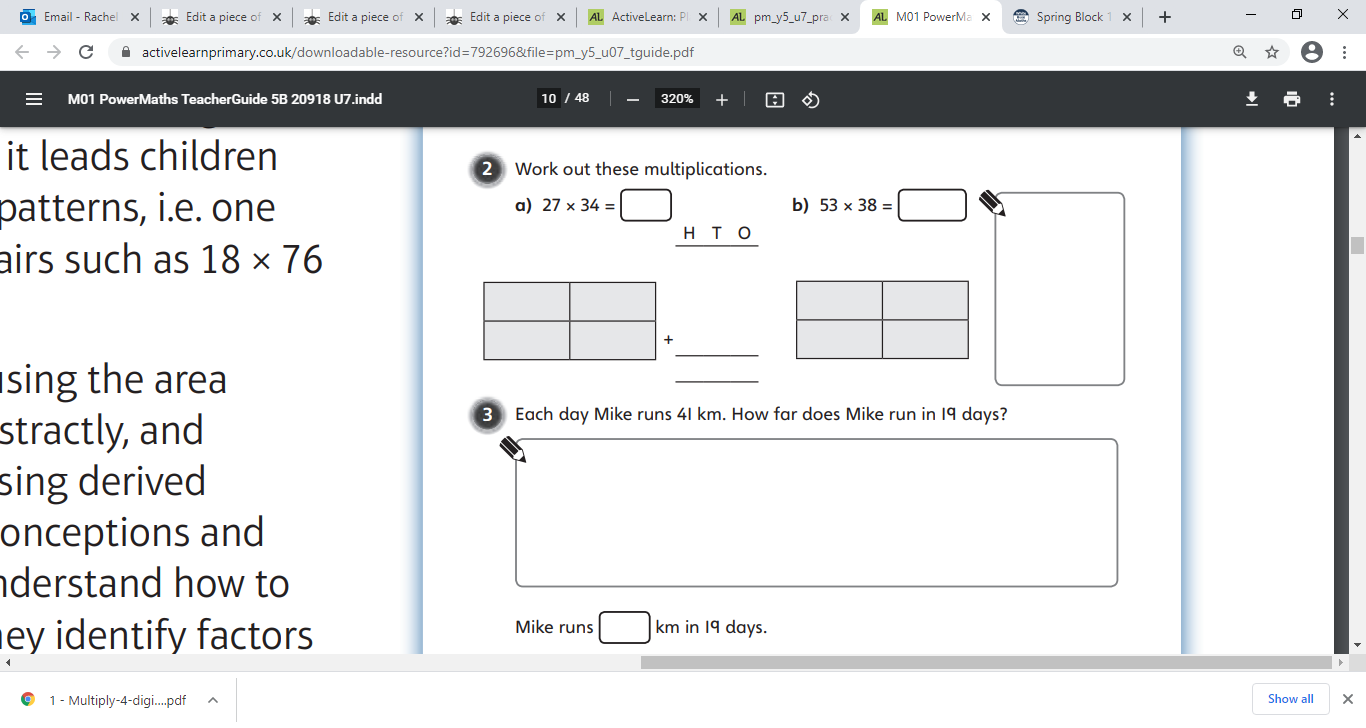 Email - Rachel
Edit a piece of
Edit a piece of
Edit a piece of
ActiveLearn: Pl
pm_y5_u7_pra
M01 PowerMa
Spring Block 1
activelearnprimary.co.uk/downloadable-resource?id=792696&file=pm_y5_u07_tguide.pdf
M01 PowerMaths TeacherGuide 5B 20918 U7.indd
10 / 48
320%
it leads children
patterns, i.e. one
airs such as 18 × 76
using the area
stractly, and
sing derived
onceptions and
nderstand how to
ney identify factors
2 Work out these multiplications.
a) 27 × 34 =
b) 53 × 38 =
H T O
+
3 Each day Mike runs 41 km. How far does Mike run in 19 days?
Mike runs
km in 19 days.
1 - Multiply-4-digi....pdf
Show all